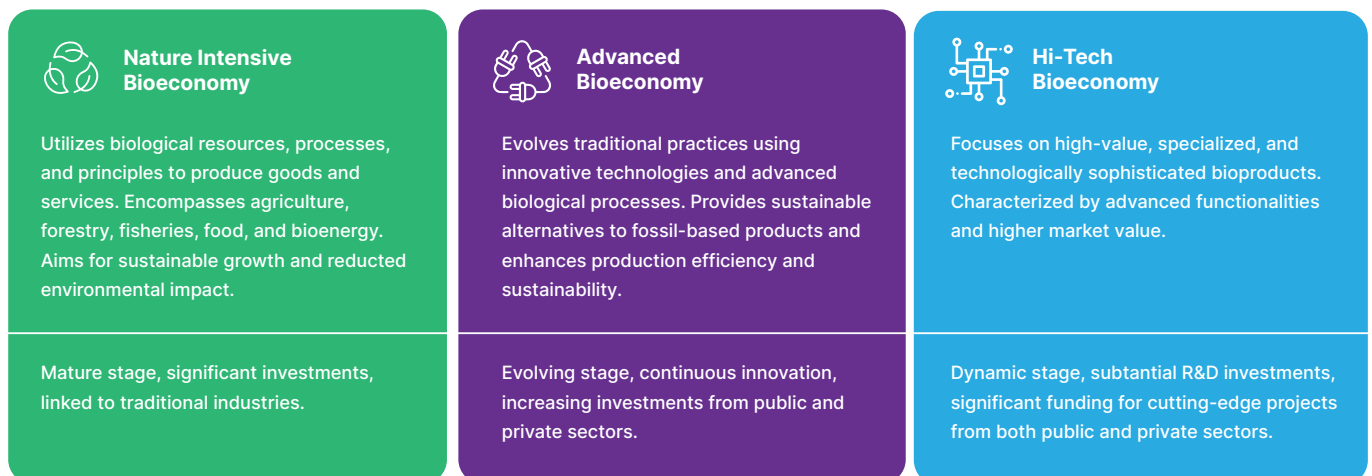 Nature Intensive
Bioeconomy
Utilizes biological resources, processes,
and principles to produce goods and
services. Encompasses agriculture,
forestry, fisheries, food, and bioenergy.
Aims for sustainable growth and reducted
environmental impact.
Mature stage, significant investments,
linked to traditional industries.
Advanced
Bioeconomy
Evolves traditional practices using
innovative technologies and advanced
biological processes. Provides sustainable
alternatives to fossil-based products and
enhances production efficiency and
sustainability.
Evolving stage, continuous innovation,
increasing investments from public and
private sectors.
Hi-Tech
Bioeconomy
Focuses on high-value, specialized, and
technologically sophisticated bioproducts.
Characterized by advanced functionalities
and higher market value.
Dynamic stage, subtantial R&D investments,
significant funding for cutting-edge projects
from both public and private sectors.